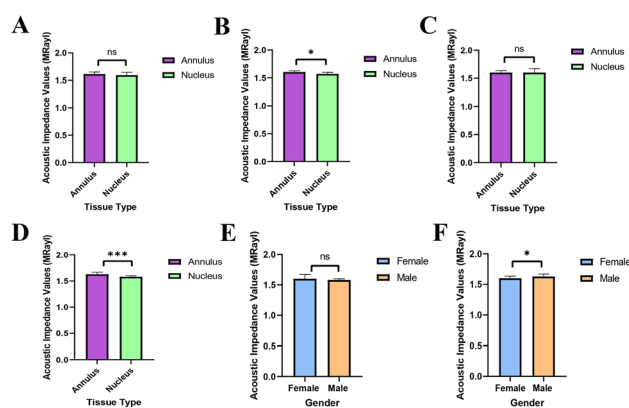 A
Acoustic Impedance Values (MRayl)
2.0
1.5
1.0
0.5
0.0
ns
Annulus
Nucleus
Annulus
Nucleus
Tissue Type
B
Acoustic Impedance Values (MRayl)
2.0
1.5
1.0
0.5
0.0
*
Annulus
Nucleus
Annulus
Nucleus
Tissue Type
C
Acoustic Impedance Values (MRayl)
2.0
1.5
1.0
0.5
0.0
ns
Annulus
Nucleus
Annulus
Nucleus
Tissue Type
D
Acoustic Impedance Values (MRayl)
2.0
1.5
1.0
0.5
0.0
***
Annulus
Nucleus
Annulus
Nucleus
Tissue Type
E
Acoustic Impedance Values (MRayl)
2.0
1.5
1.0
0.5
0.0
ns
Female
Male
Female Male
Gender
F
Acoustic Impedance Values (MRayl)
2.0
1.5
1.0
0.5
0.0
*
Female
Male
Female Male
Gender